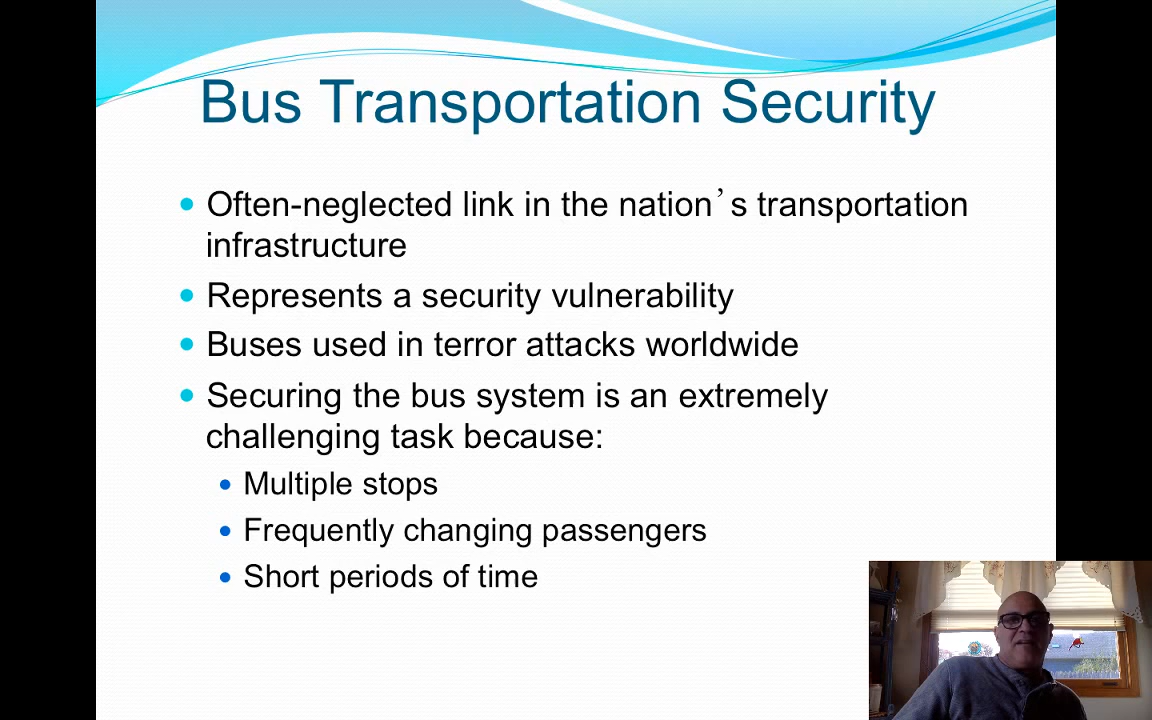 Bus Transportation Security
Often-neglected link in the nation’s transportation
infrastructure
Represents a security vulnerability
Buses used in terror attacks worldwide
Securing the bus system is an extremely
challenging task because:
Multiple stops
Frequently changing passengers
Short periods of time